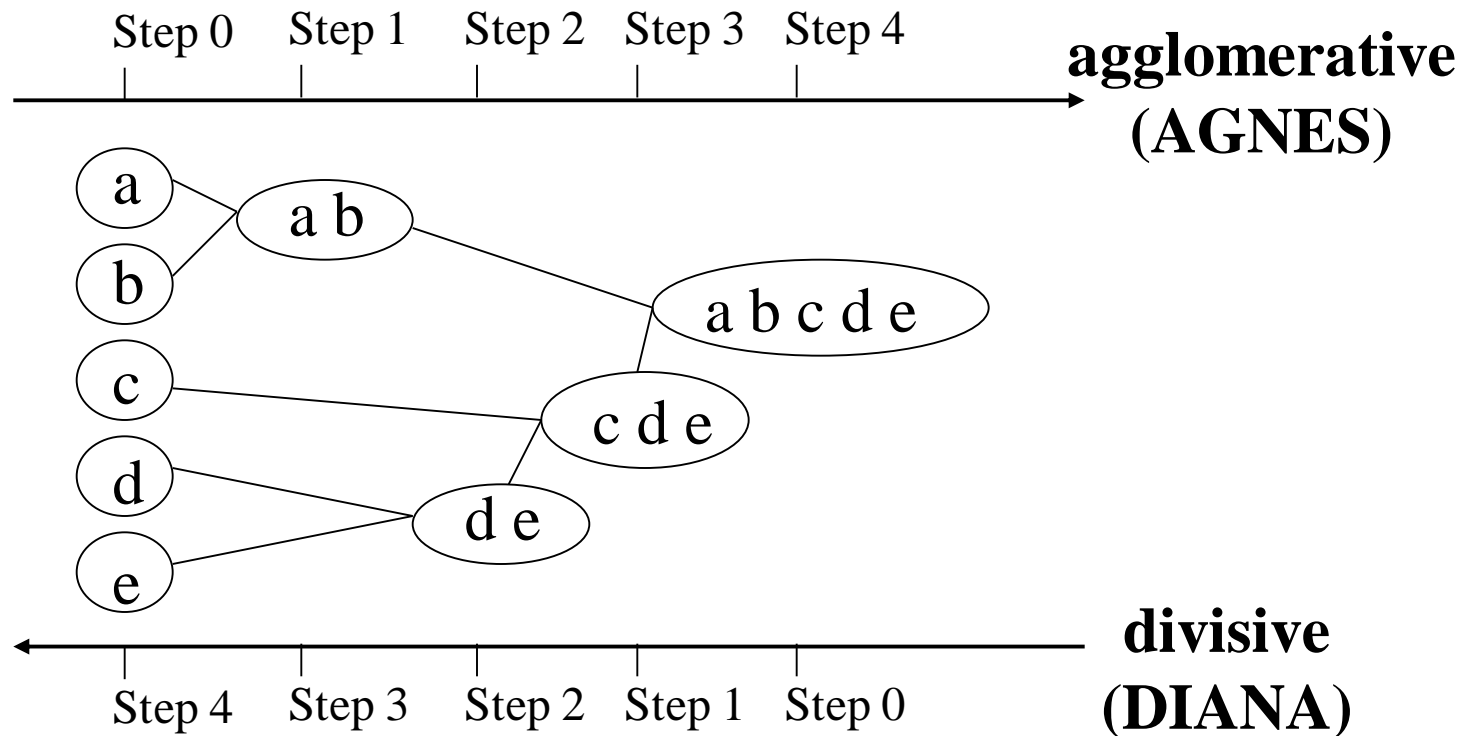 Step 0 Step 1 Step 2 Step 3 Step 4
agglomerative
(AGNES)
a
a b
b
a b c d e
c
c d e
d
d e
e
divisive
(DIANA)
Step 4 Step 3 Step 2 Step 1 Step 0